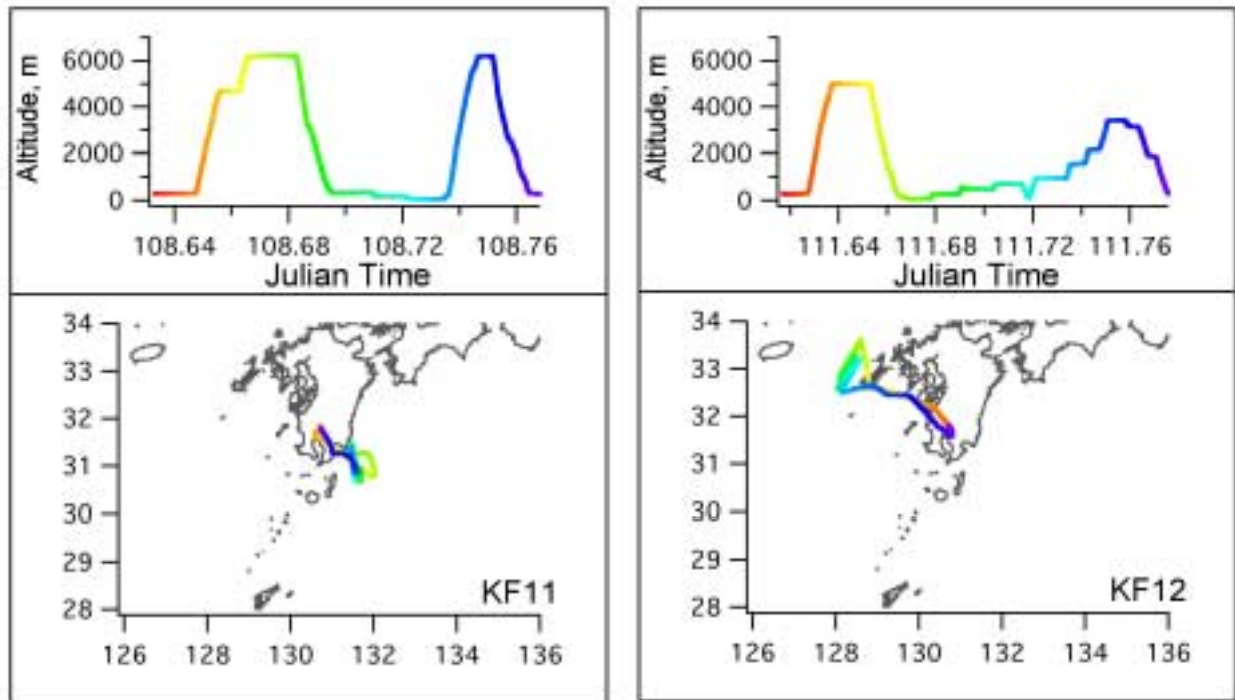 Altitude, m
6000
4000
2000
0
108.64 108.68 108.72 108.76
Julian Time
34
33
32
31
30
29
28
KF11
126 128 130 132 134 136
Altitude, m
6000
4000
2000
0
111.64 111.68 111.72 111.76
Julian Time
34
33
32
31
30
29
28
KF12
126 128 130 132 134 136